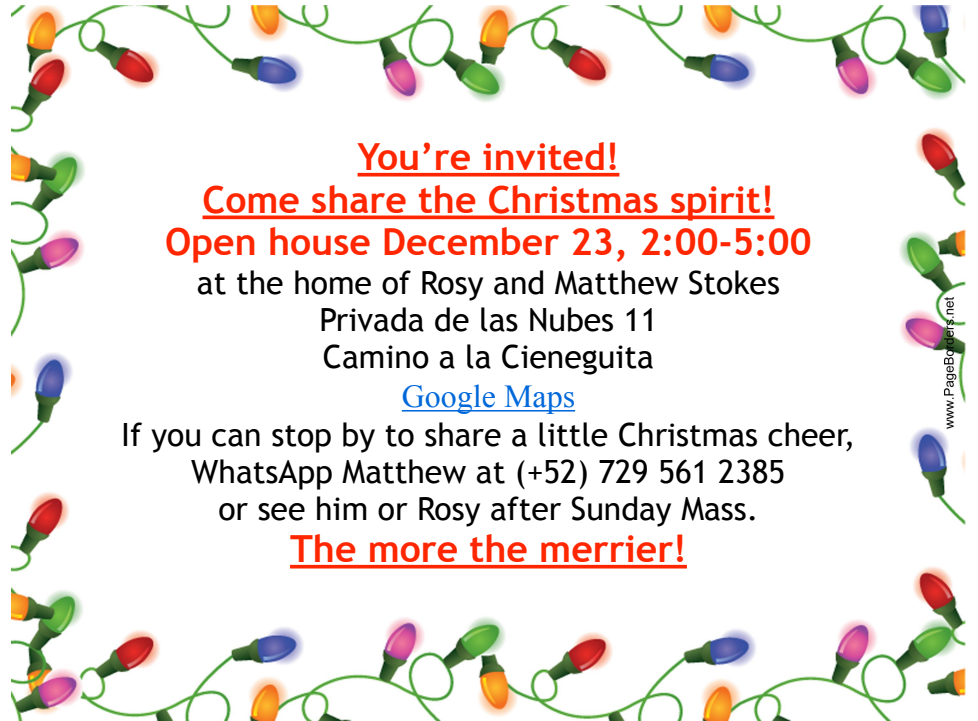 You’re invited!
Come share the Christmas spirit!
Open house December 23, 2:00-5:00
at the home of Rosy and Matthew Stokes
Privada de las Nubes 11
Camino a la Cieneguita
Google Maps
If you can stop by to share a little Christmas cheer,
WhatsApp Matthew at (+52) 729 561 2385
or see him or Rosy after Sunday Mass.
The more the merrier!
www.PageBorders.net